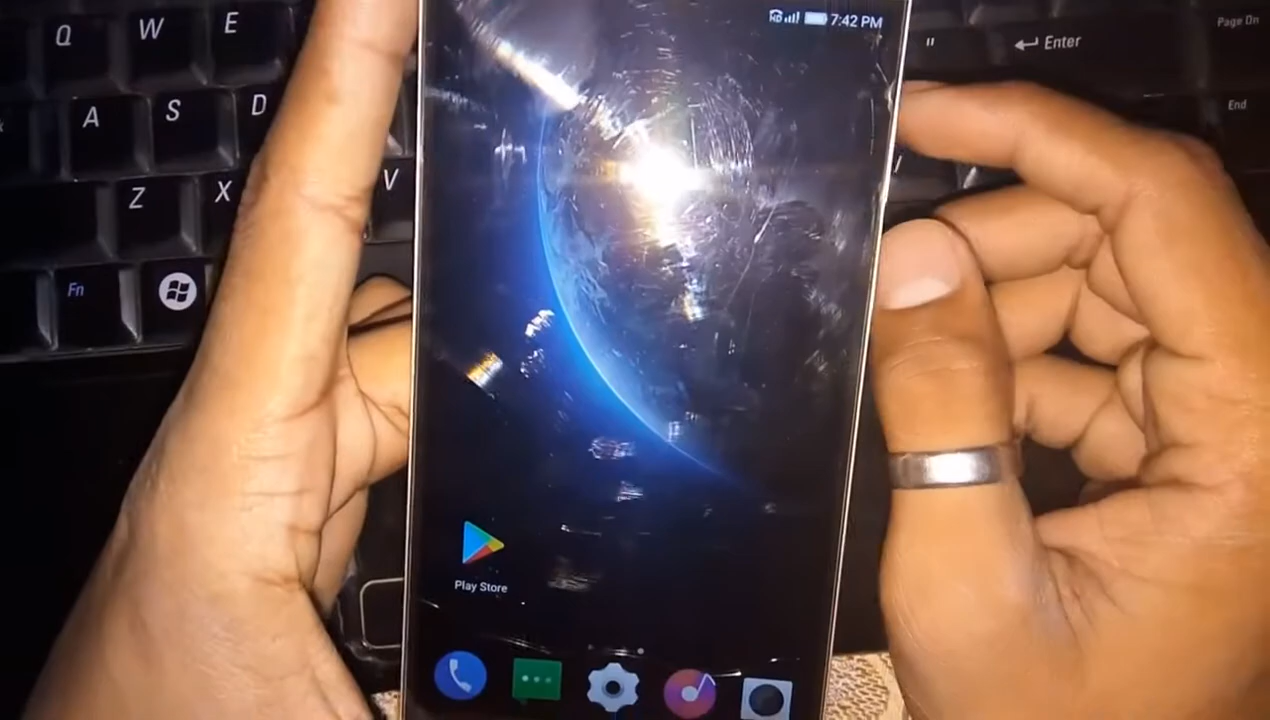 7:42 PM
Q
W
E
"
Enter
Page Dn
A
S
D
End
Z
X
V
Fn
Play Store